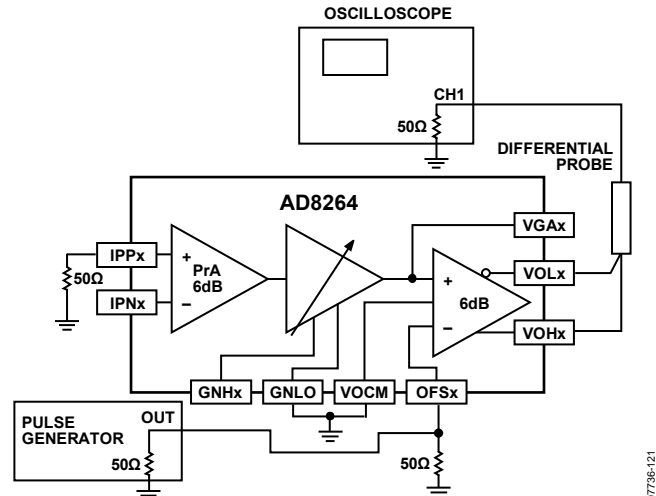 OSCILLOSCOPE
CH1
50Ω
DIFFERENTIAL
PROBE
AD8264
VGAx
IPPx
+
PrA
6dB
–
50Ω
IPNx
+
6dB
–
VOLx
VOHx
GNHx GNLO VOCM OFSx
PULSE
GENERATOR
OUT
50Ω
50Ω
07736-121